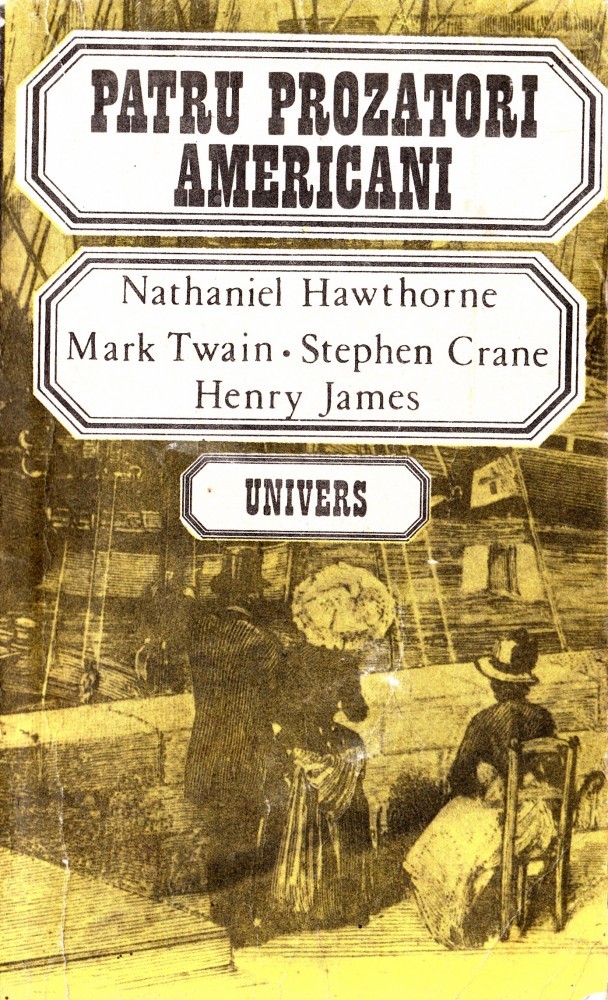 PATRU PROZATORI
AMERICANI
Nathaniel Hawthorne
Mark Twain • Stephen Crane
Henry James
UNIVERS